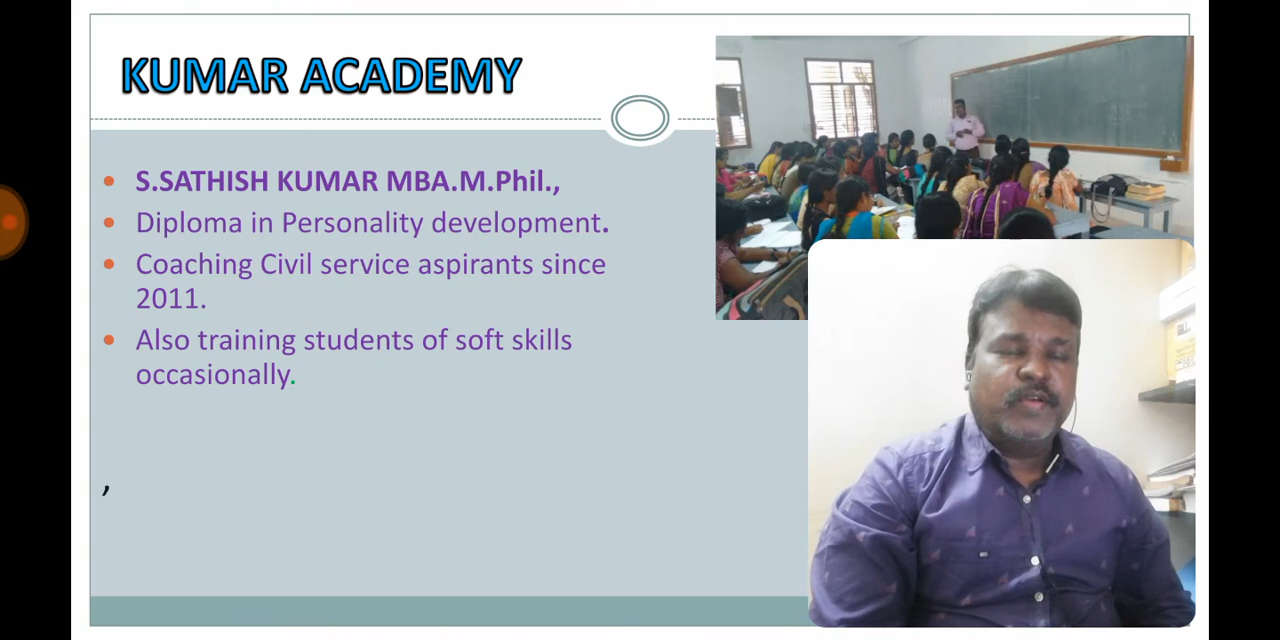 KUMAR ACADEMY
S.SATHISH KUMAR MBA.M.Phil.,
Diploma in Personality development.
Coaching Civil service aspirants since
2011.
Also training students of soft skills
occasionally.
,